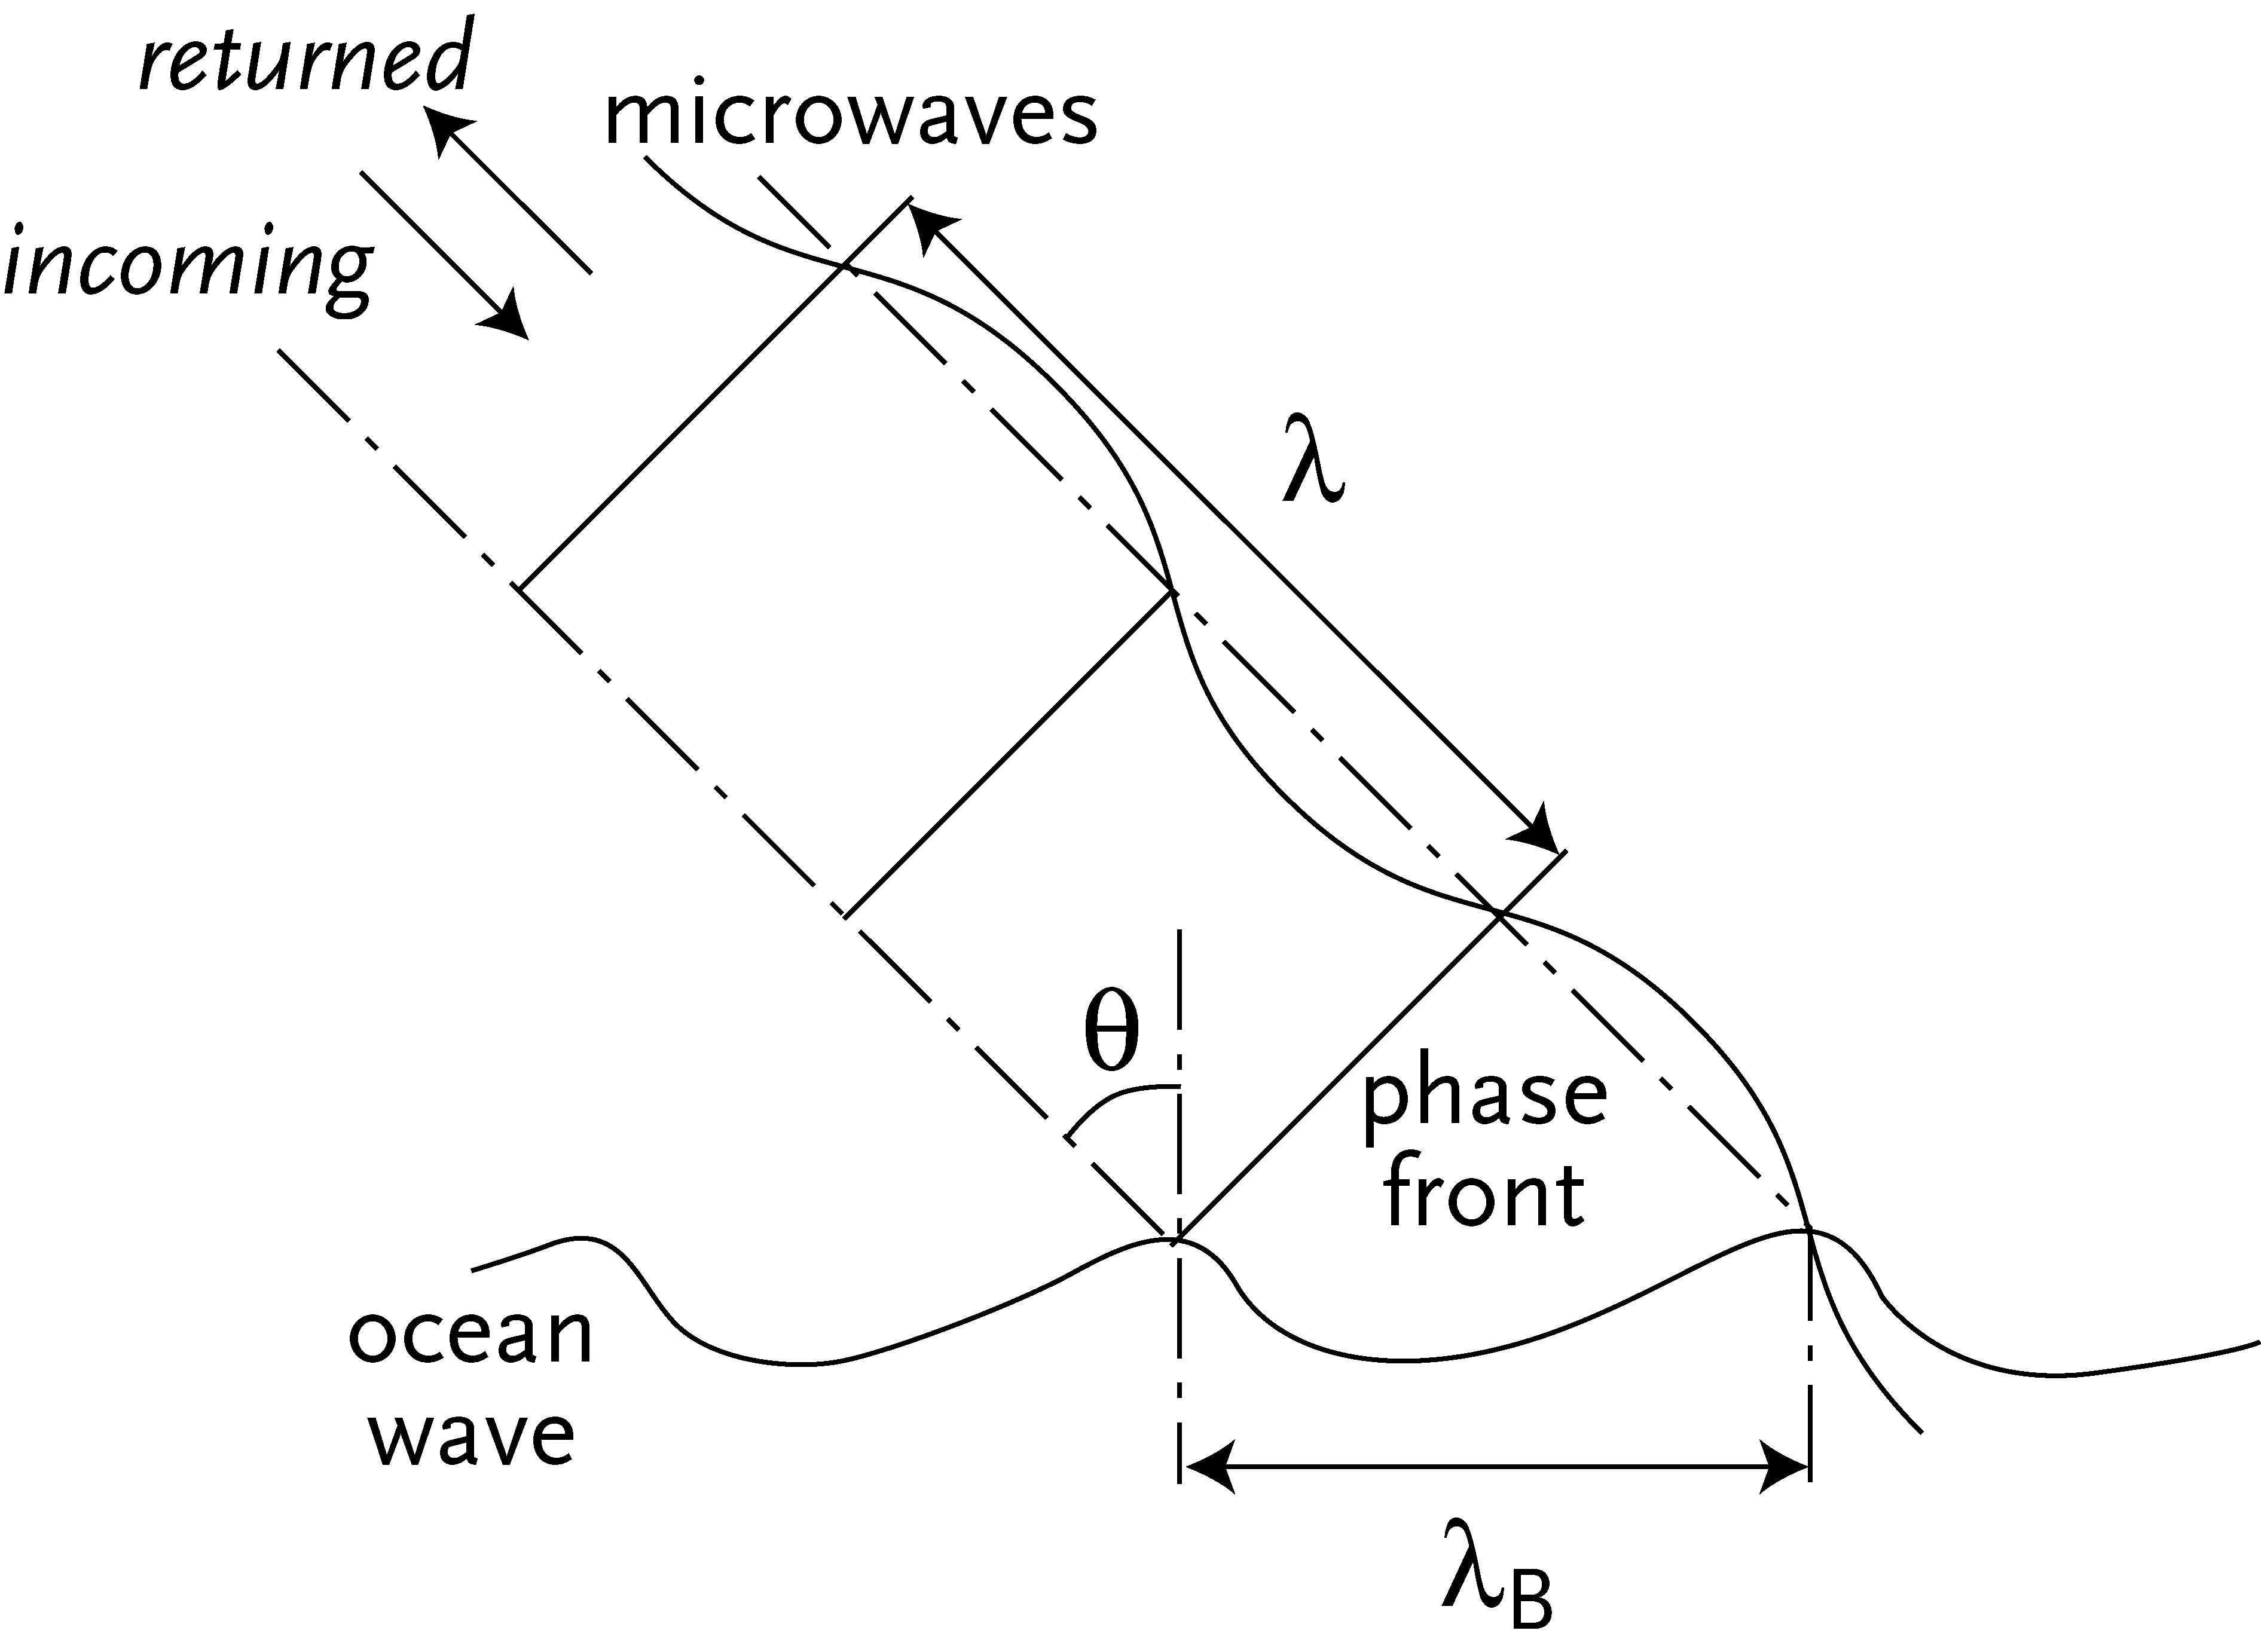 returned
microwaves
incoming
λ
θ
phase
front
ocean
wave
λB